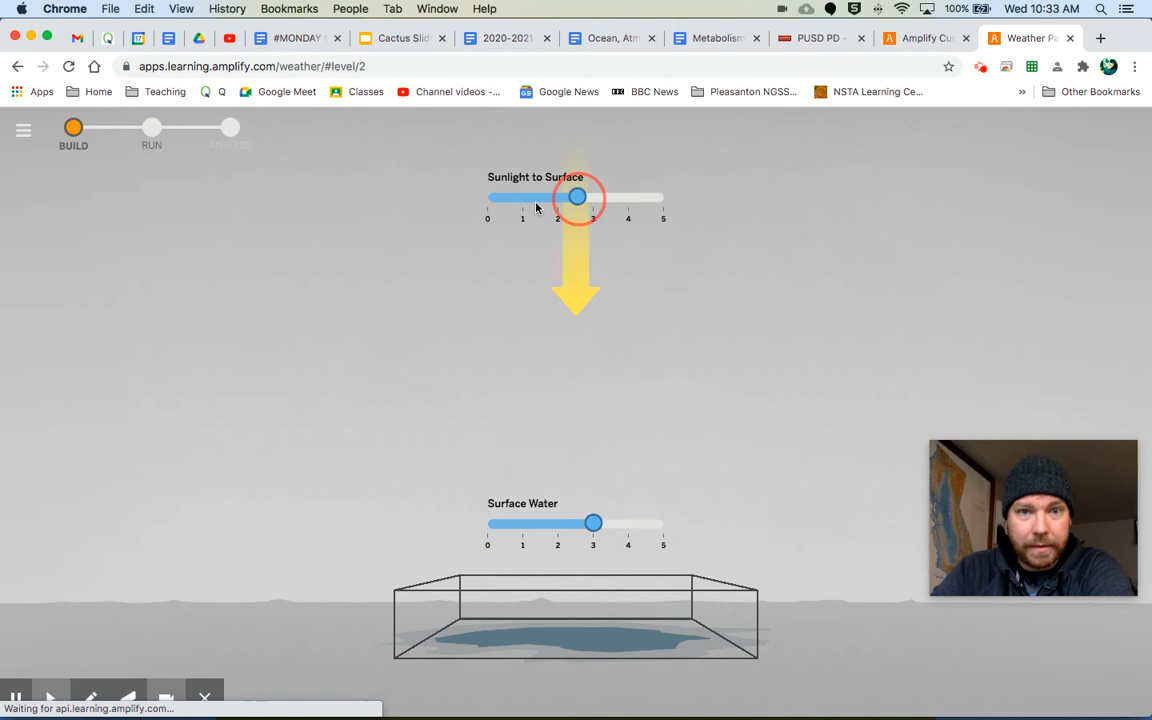 Chrome File Edit View History Bookmarks People Tab Window Help 100% Wed 10:33 AM
#MONDAY Cactus Slid 2020-2021 Ocean, Atm Metabolism PUSD PD - Amplify Cur Weather Pa
apps.learning.amplify.com/weather/#level/2
Apps Home Teaching Q Google Meet Classes Channel videos -... Google News BBC News Pleasanton NGSS... NSTA Learning Ce... » Other Bookmarks
BUILD RUN ANALYZE
Sunlight to Surface
0 1 2 3 4 5
Surface Water
0 1 2 3 4 5
Waiting for api.learning.amplify.com...